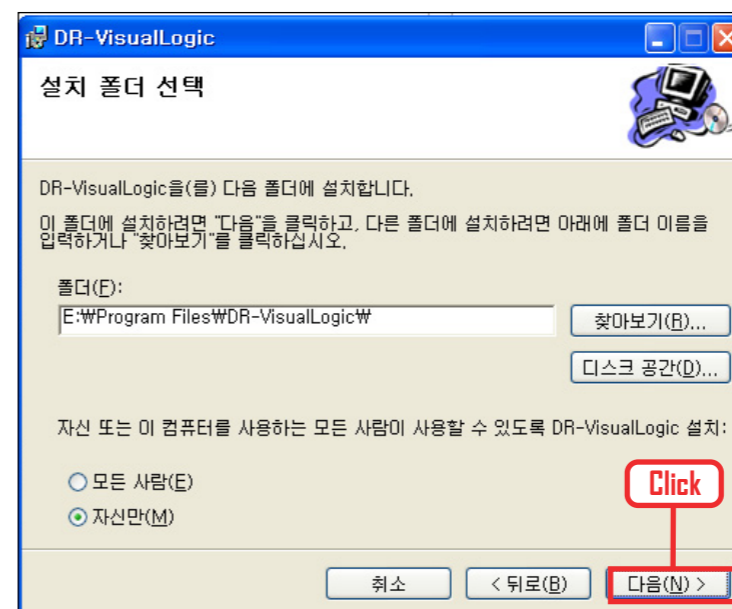 DR-VisualLogic
설치 폴더 선택
DR-VisualLogic을(를) 다음 폴더에 설치합니다.
이 폴더에 설치하려면 "다음"을 클릭하고, 다른 폴더에 설치하려면 아래에 폴더 이름을
입력하거나 "찾아보기"를 클릭하십시오.
폴더(F):
E:₩Program Files₩DR-VisualLogic₩
찾아보기(R)...
디스크 공간(D)...
자신 또는 이 컴퓨터를 사용하는 모든 사람이 사용할 수 있도록 DR-VisualLogic 설치:
모든 사람(E)
Click
자신만(M)
취소
< 뒤로(B)
다음(N) >